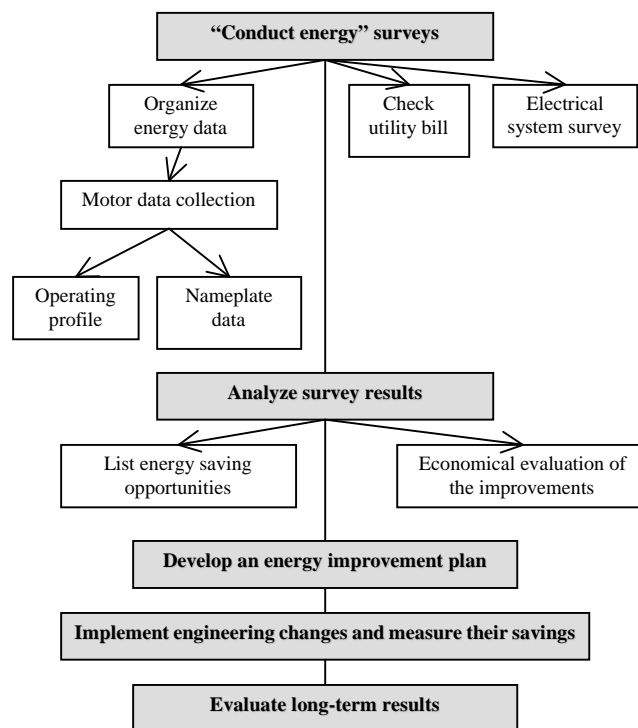 “Conduct energy” surveys
Organize
energy data
Check
utility bill
Electrical
system survey
Motor data collection
Operating
profile
Nameplate
data
Analyze survey results
List energy saving
opportunities
Economical evaluation of
the improvements
Develop an energy improvement plan
Implement engineering changes and measure their savings
Evaluate long-term results